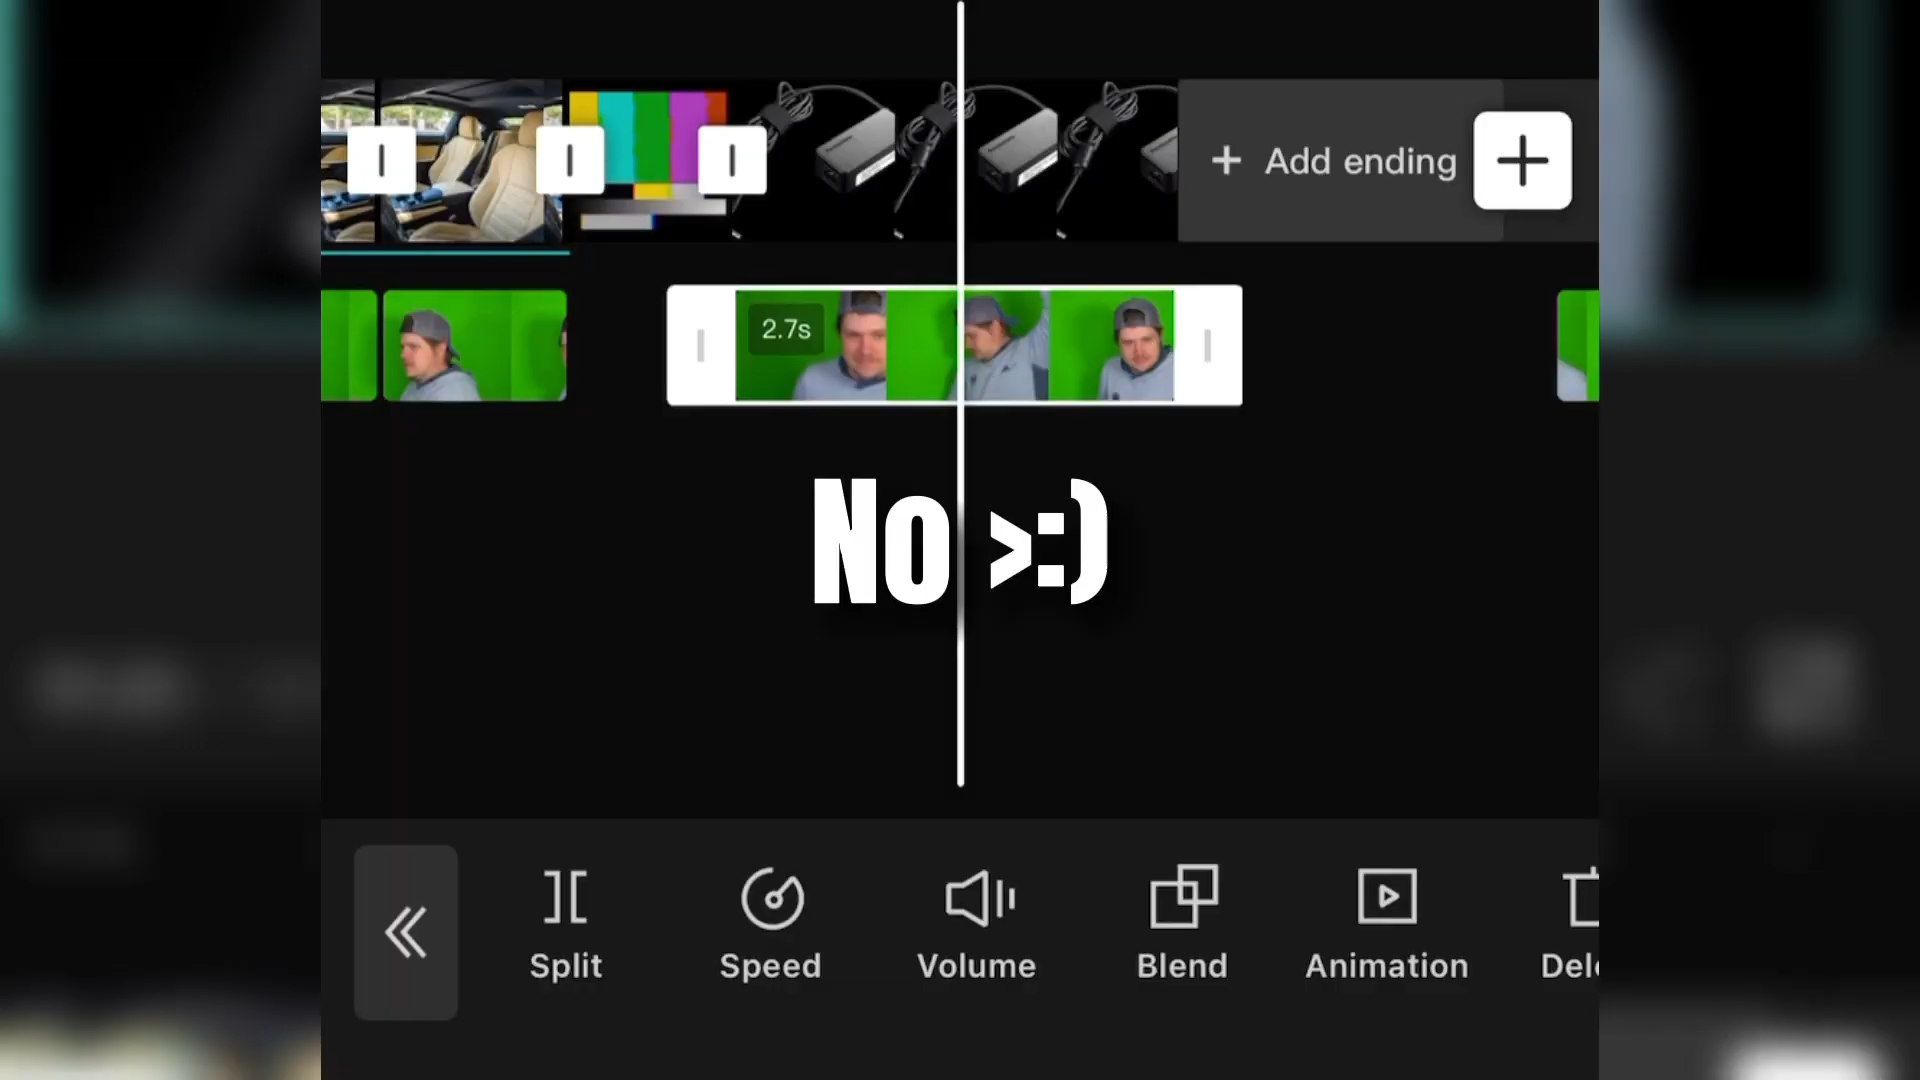 + Add ending
2.7s
No >:)
Split
Speed
Volume
Blend
Animation